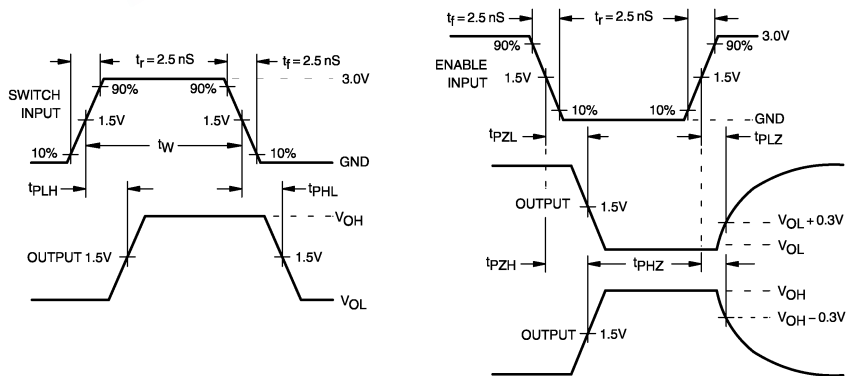 tr = 2.5 nS
tf = 2.5 nS
3.0V
90%
90%
SWITCH
INPUT
1.5V
1.5V
tW
10%
10%
GND
tPLH
tPHL
VOH
OUTPUT 1.5V
1.5V
VOL
tf = 2.5 nS
tr = 2.5 nS
3.0V
90%
90%
ENABLE
INPUT
1.5V
1.5V
10%
10%
GND
tPZL
tPLZ
OUTPUT
1.5V
VOL + 0.3V
VOL
tPZH
tPHZ
VOH
VOH – 0.3V
OUTPUT
1.5V